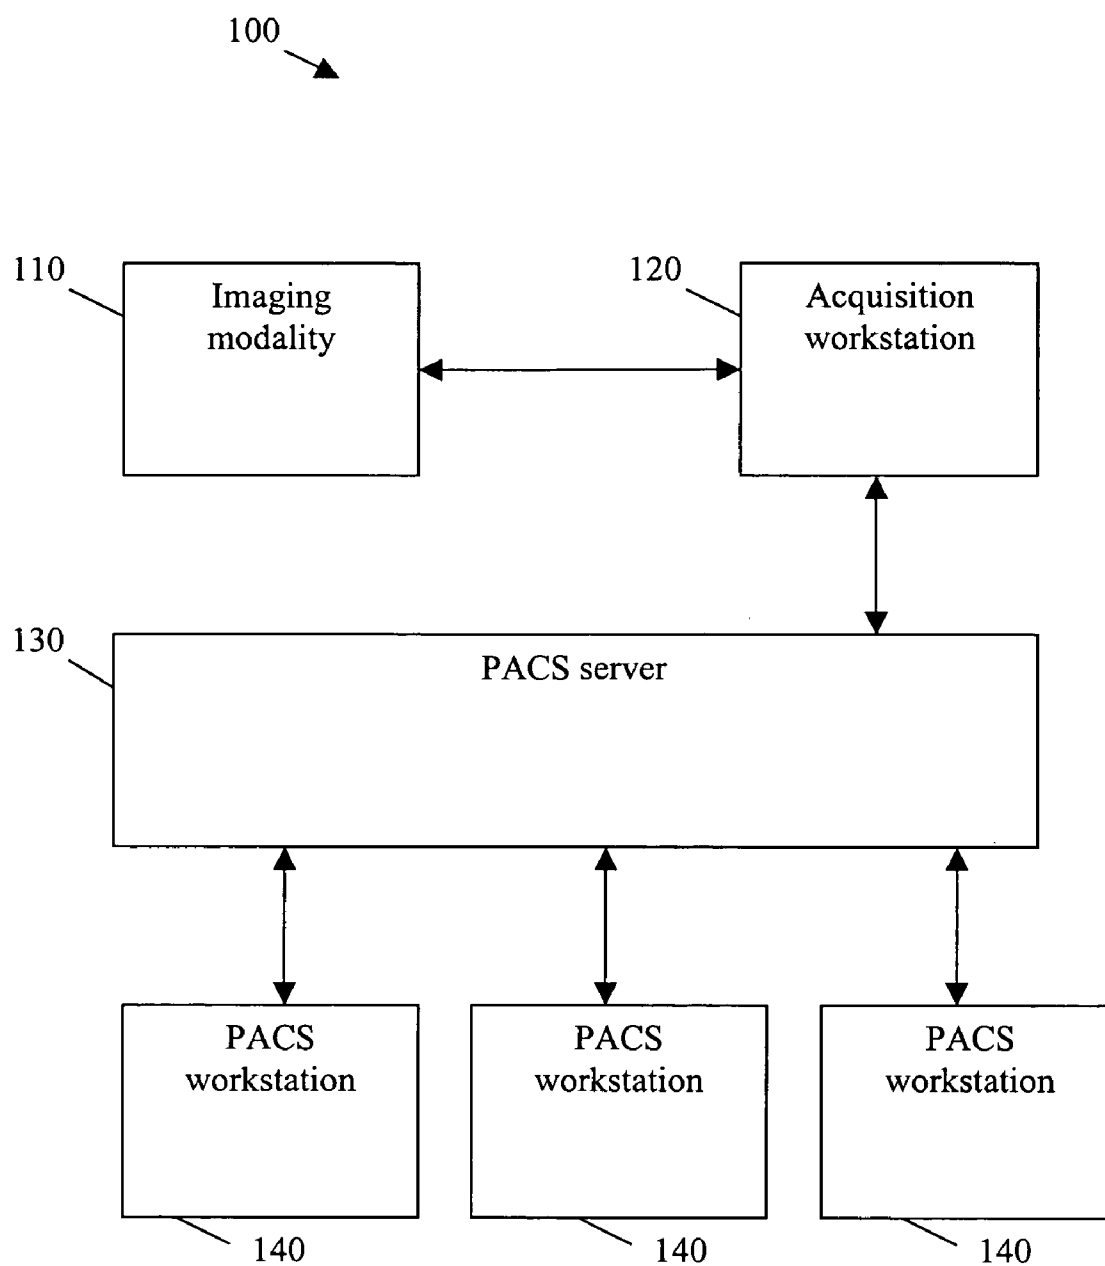 100
110
Imaging
modality
120
Acquisition
workstation
130
PACS server
PACS
workstation
PACS
workstation
PACS
workstation
140
140
140